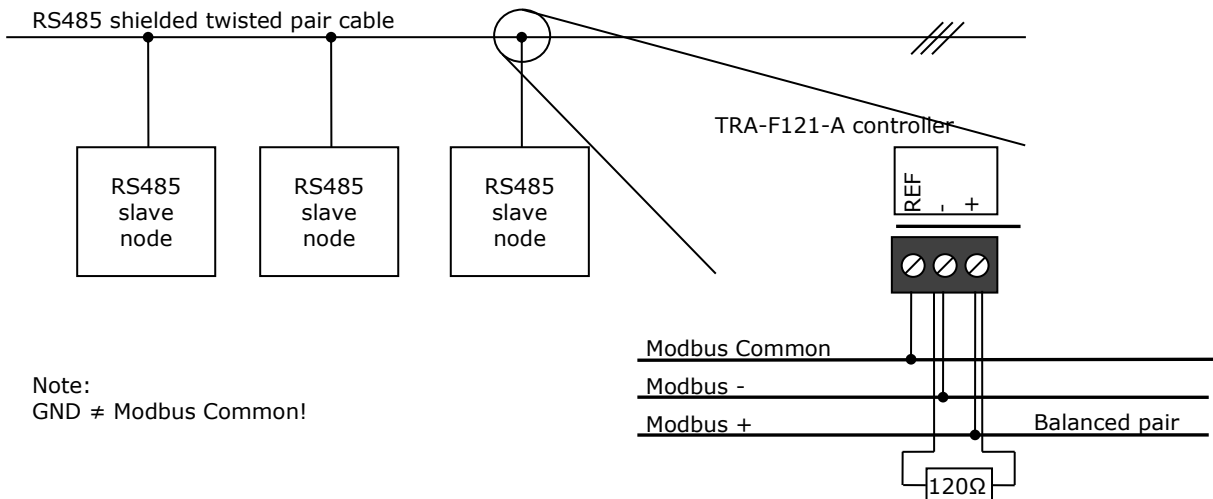 RS485 shielded twisted pair cable
TRA-F121-A controller
RS485
slave
node
RS485
slave
node
RS485
slave
node
REF
-
+
Modbus Common
Note:
GND ≠ Modbus Common!
Modbus -
Modbus +
Balanced pair
120Ω